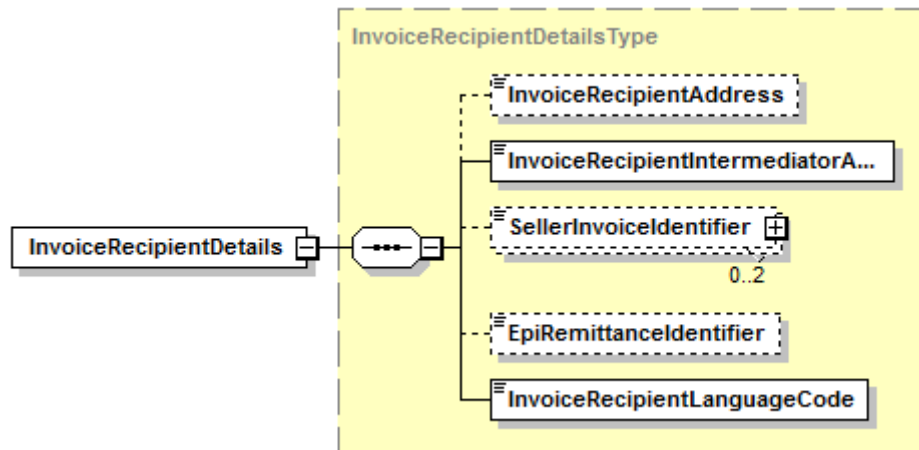 InvoiceRecipientDetailsType
InvoiceRecipientAddress
InvoiceRecipientIntermediatorA...
InvoiceRecipientDetails
SellerInvoiceIdentifier
0..2
EpiRemittanceIdentifier
InvoiceRecipientLanguageCode